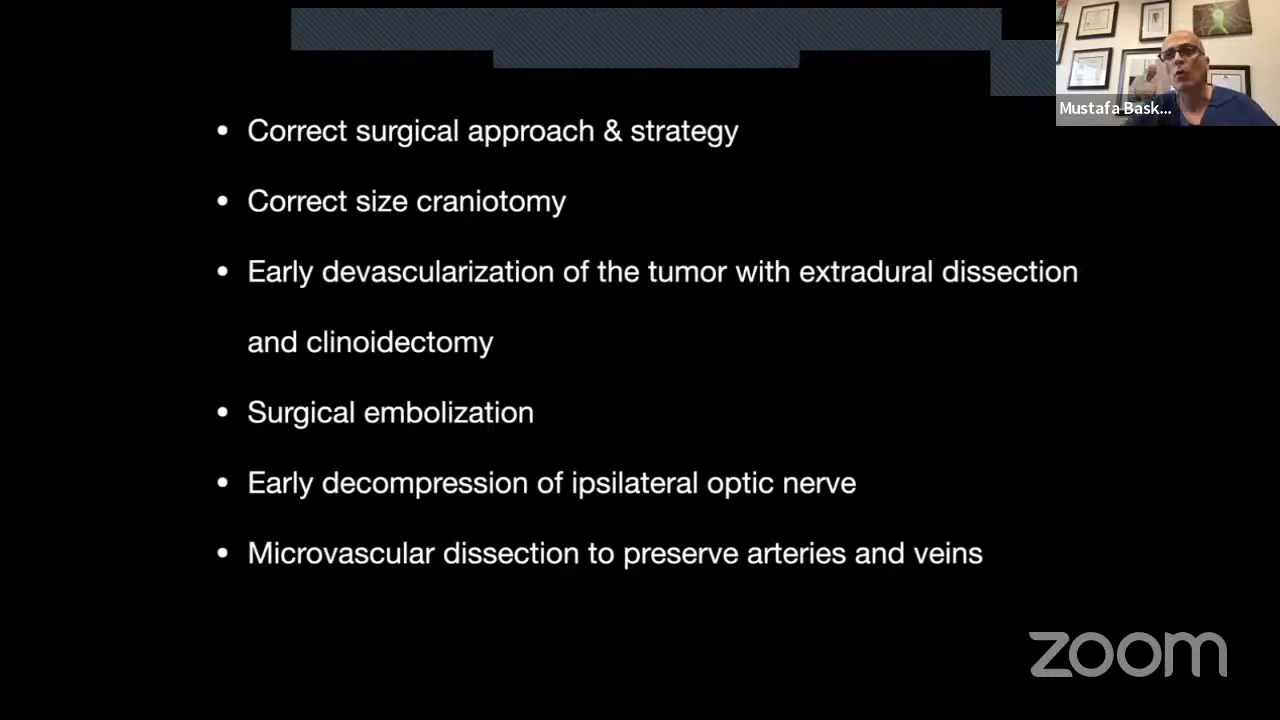 • Correct surgical approach & strategy
• Correct size craniotomy
• Early devascularization of the tumor with extradural dissection
and clinoidectomy
• Surgical embolization
• Early decompression of ipsilateral optic nerve
• Microvascular dissection to preserve arteries and veins
Mustafa Bask...
zoom